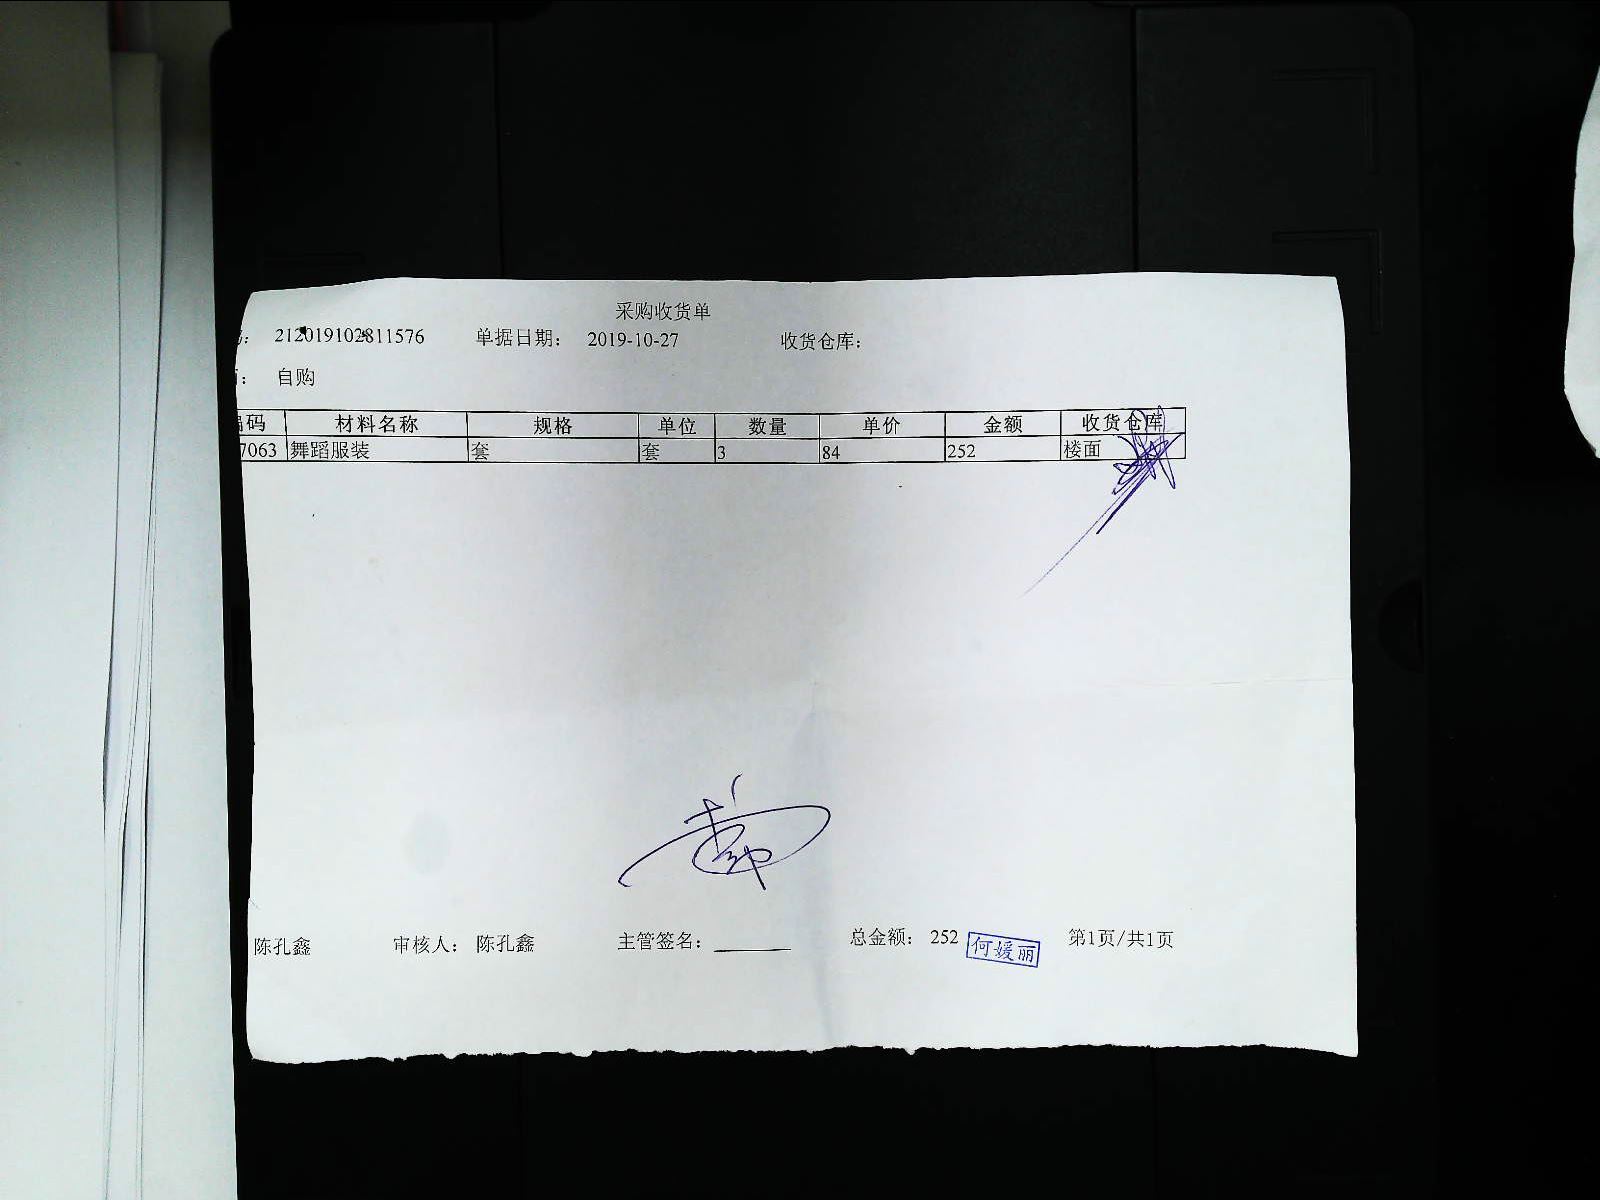 采购收货单
212019102811576 单据日期： 2019-10-27 收货仓库：
： 自购
编码 材料名称 规格 单位 数量 单价 金额 收货仓库
7063 舞蹈服装 套 套 3 84 252 楼面
陈孔鑫 审核人： 陈孔鑫 主管签名： 总金额： 252 何媛丽 第1页/共1页